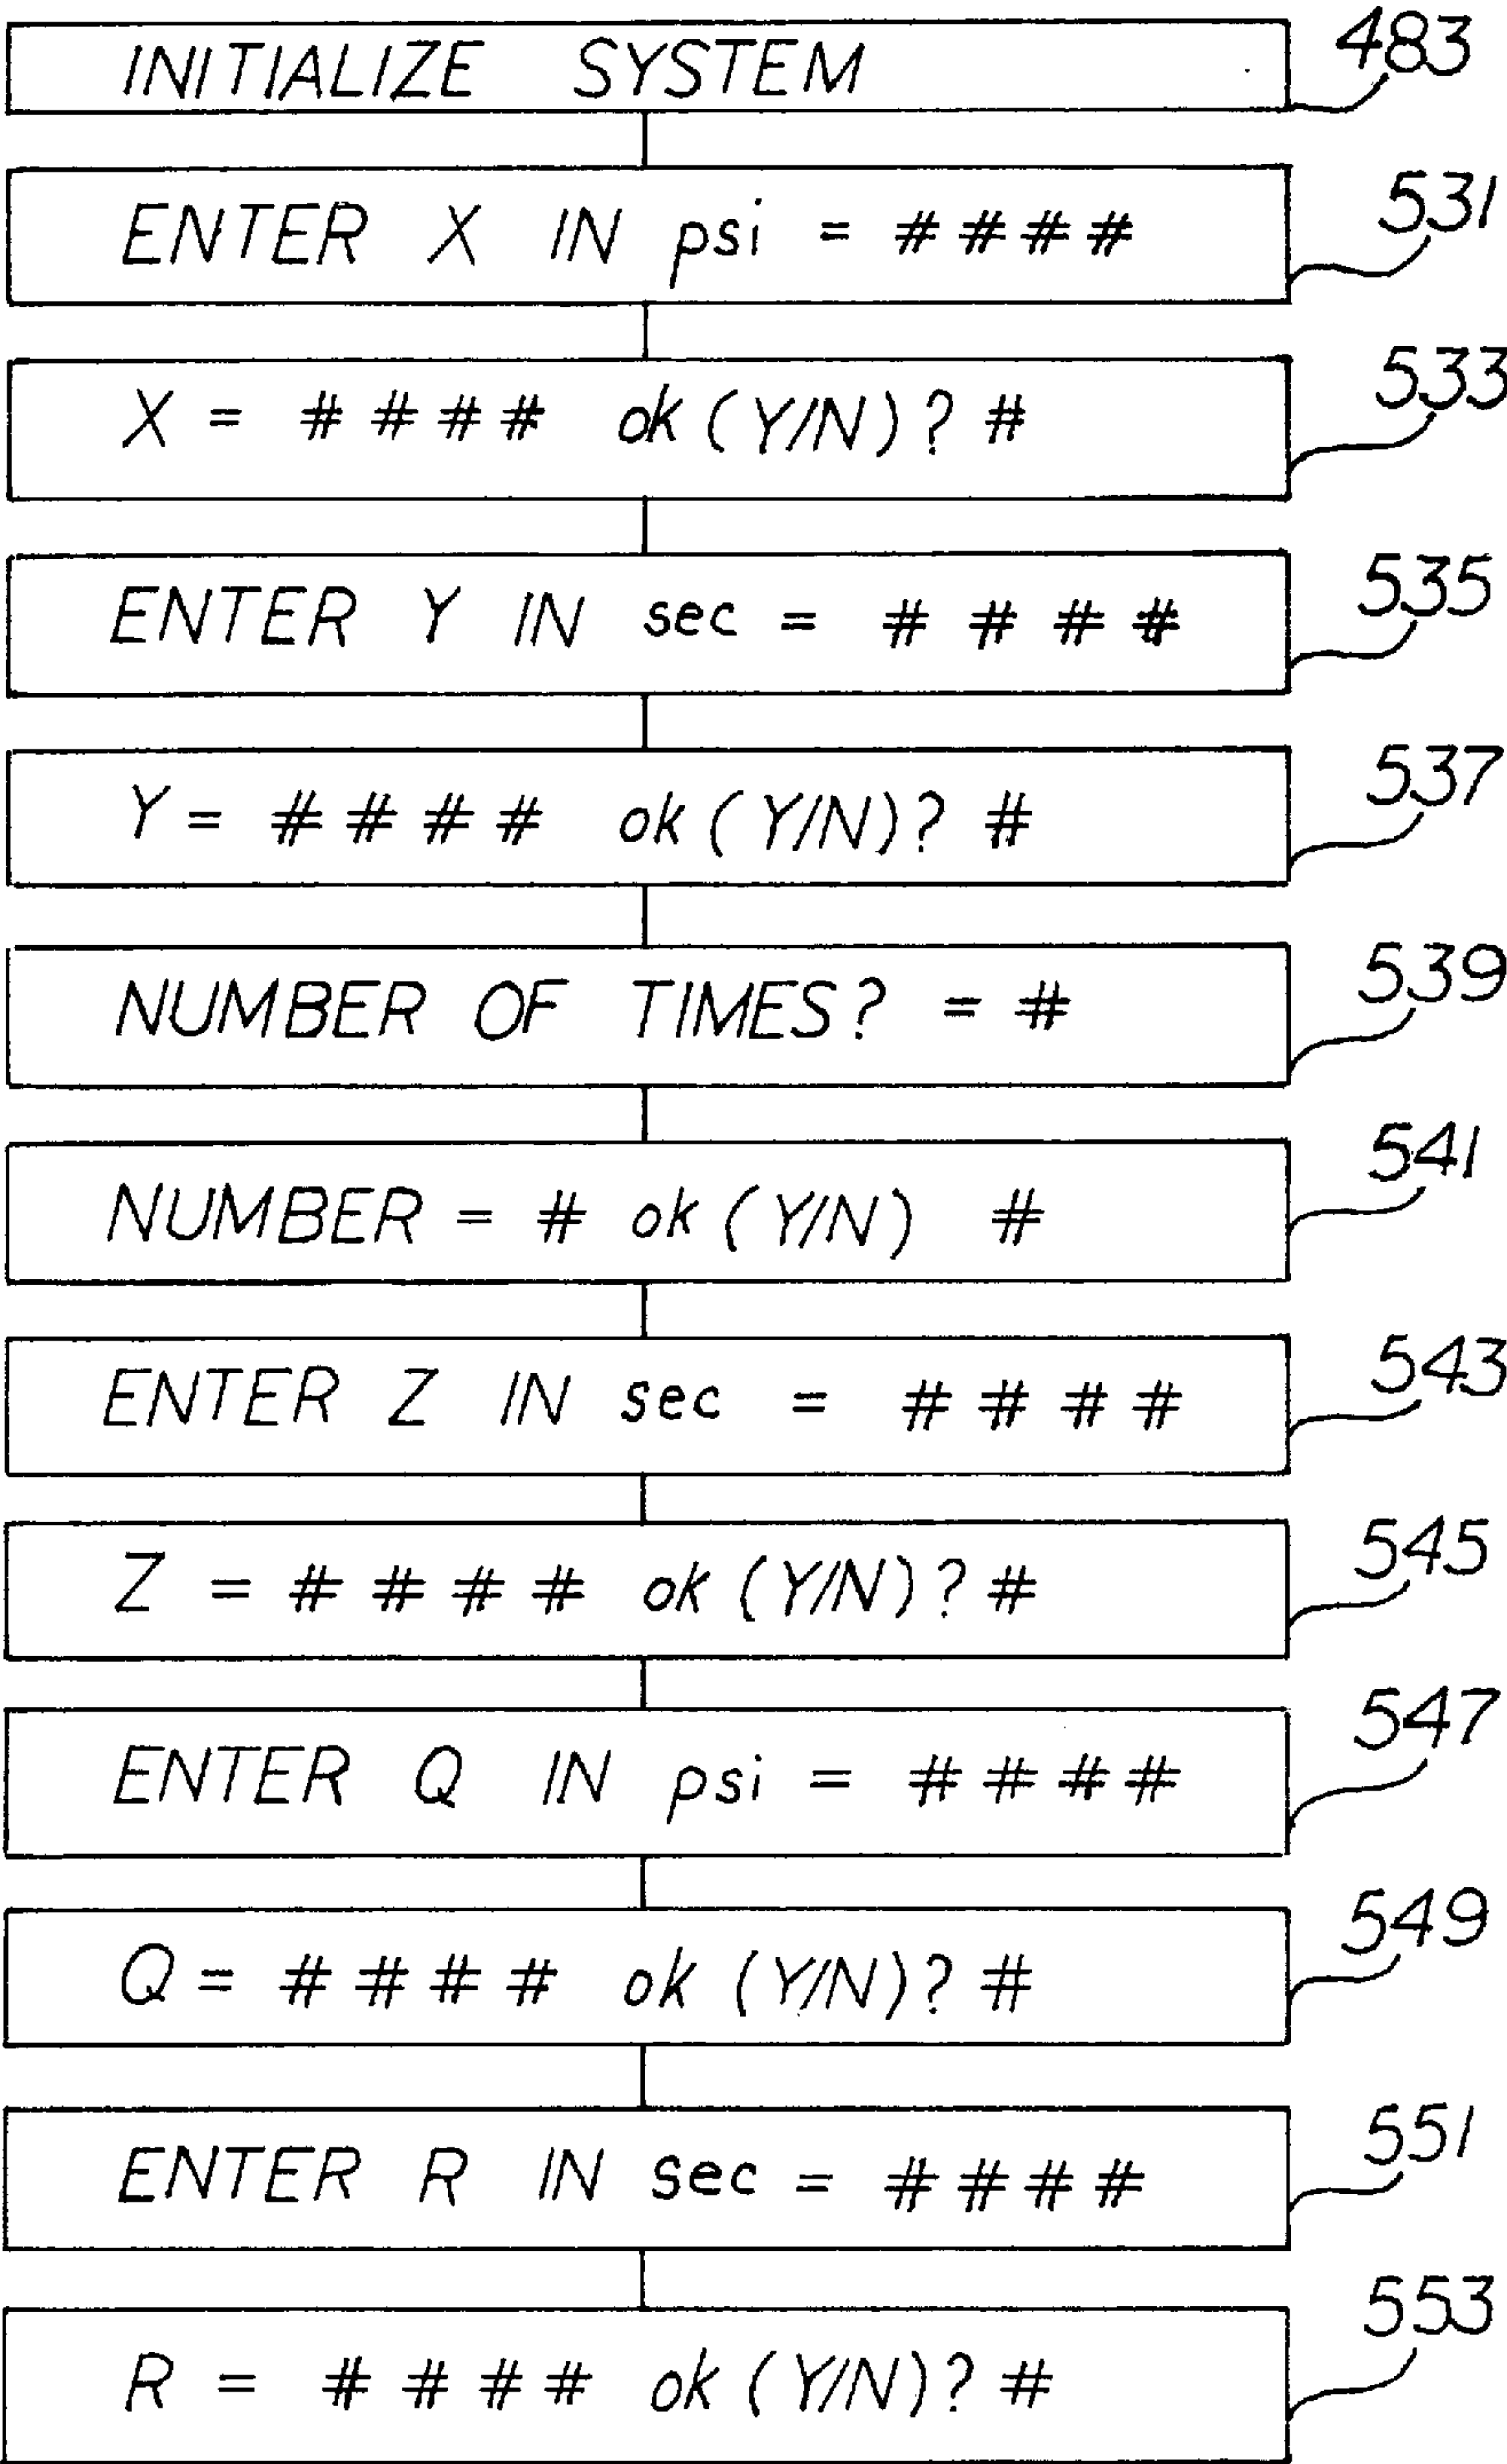 INITIALIZE SYSTEM 483
ENTER X IN psi = # # # # 531
X = # # # # ok (Y/N)? # 533
ENTER Y IN sec = # # # # 535
Y = # # # # ok (Y/N)? # 537
NUMBER OF TIMES? = # 539
NUMBER = # ok (Y/N) # 541
ENTER Z IN sec = # # # # 543
Z = # # # # ok (Y/N)? # 545
ENTER Q IN psi = # # # # 547
Q = # # # # ok (Y/N)? # 549
ENTER R IN sec = # # # # 551
R = # # # # ok (Y/N)? # 553